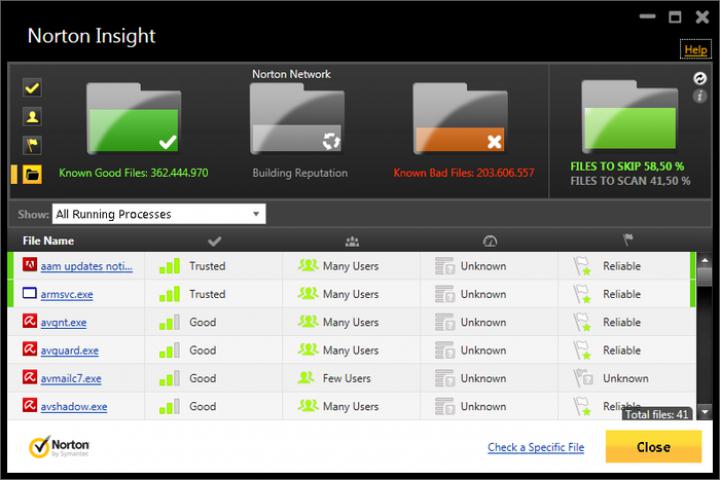 Norton Insight
Help
Norton Network
Known Good Files: 362.444.970
Building Reputation
Known Bad Files: 203.606.557
FILES TO SKIP 58,50 %
FILES TO SCAN 41,50 %
Show: All Running Processes
File Name
aam updates noti... Trusted Many Users Unknown Reliable
armsvc.exe Trusted Many Users Unknown Reliable
avgnt.exe Good Many Users Unknown Reliable
avguard.exe Good Many Users Unknown Reliable
avmailc7.exe Good Few Users Unknown Unknown
avshadow.exe Good Many Users Unknown Reliable
Total files: 41
Norton
by Symantec
Check a Specific File
Close